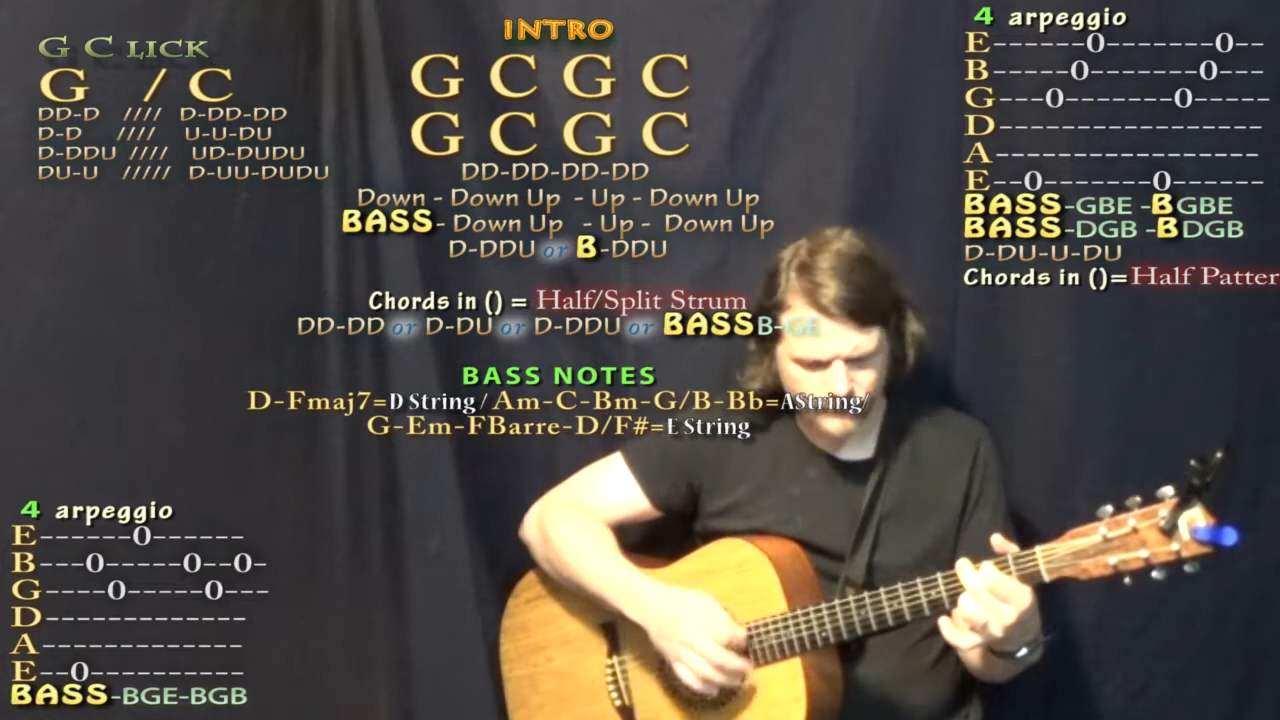 G C LICK
G / C
DD-D //// D-DD-DD
D-D //// U-U-DU
D-DDU //// UD-DUDU
DU-U ///// D-UU-DUDU
INTRO
G C G C
G C G C
DD-DD-DD-DD
Down - Down Up - Up - Down Up
BASS - Down Up - Up - Down Up
D-DDU or B-DDU
Chords in () = Half/Split Strum
DD-DD or D-DU or D-DDU or BASS B-GE
BASS NOTES
D-Fmaj7=D String / Am-C-Bm-G/B-Bb=AString/
G-Em-FBarre-D/F#=E String
4 arpeggio
E-------0-------0--
B------0-------0---
G---0-------0------
D------------------
A------------------
E--0-------0------
BASS-GBE -BGBE
BASS-DGB -BDGB
D-DU-U-DU
Chords in ()= Half Patter
4 arpeggio
E------0------
B---0-----0--0-
G----0-----0---
D-------------
A-------------
E--0----------
BASS-BGE-BGB